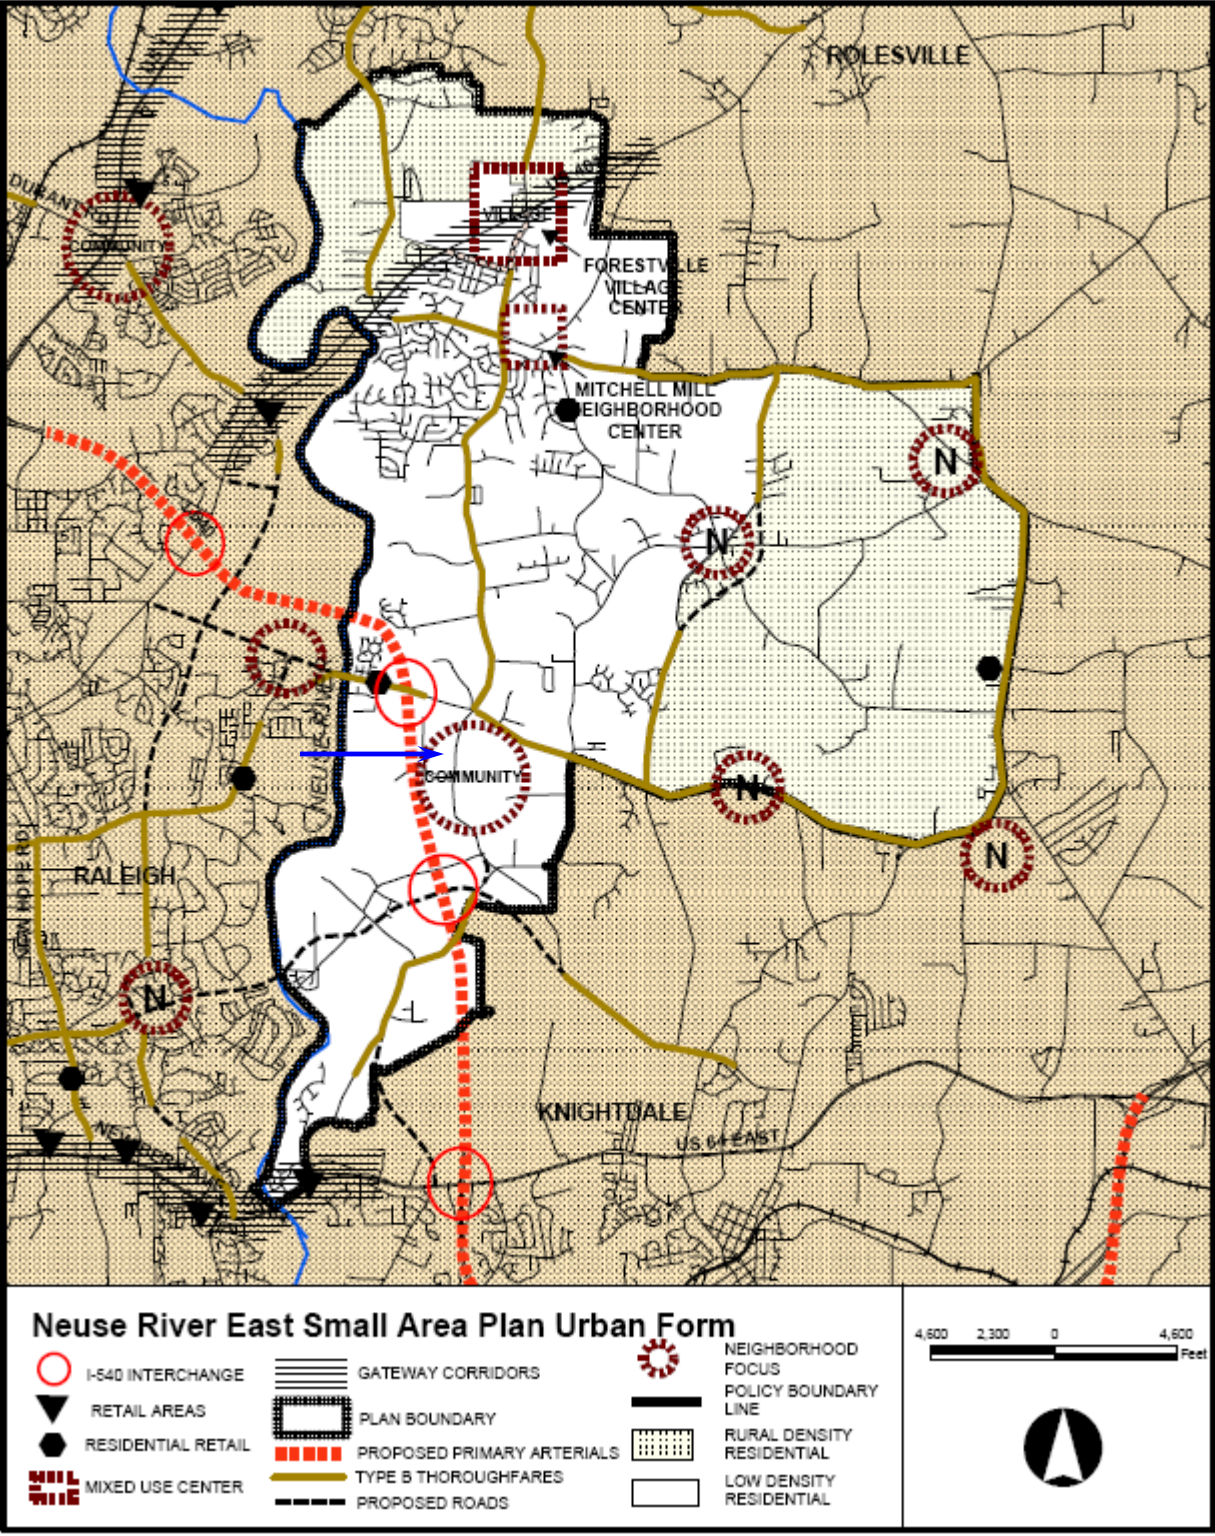 ROLESVILLE
DURANT
COMMUNITY
VILLAGE
FORESTVILLE
VILLAGE
CENTER
MITCHELL MILL
NEIGHBORHOOD
CENTER
N
N
COMMUNITY
N
N
RALEIGH
NEW HOPE RD
N
KNIGHTDALE
US 64 EAST
Neuse River East Small Area Plan Urban Form
I-540 INTERCHANGE
RETAIL AREAS
RESIDENTIAL RETAIL
MIXED USE CENTER
GATEWAY CORRIDORS
PLAN BOUNDARY
PROPOSED PRIMARY ARTERIALS
TYPE B THOROUGHFARES
PROPOSED ROADS
NEIGHBORHOOD
FOCUS
POLICY BOUNDARY
LINE
RURAL DENSITY
RESIDENTIAL
LOW DENSITY
RESIDENTIAL
4,600 2,300 0 4,600
Feet